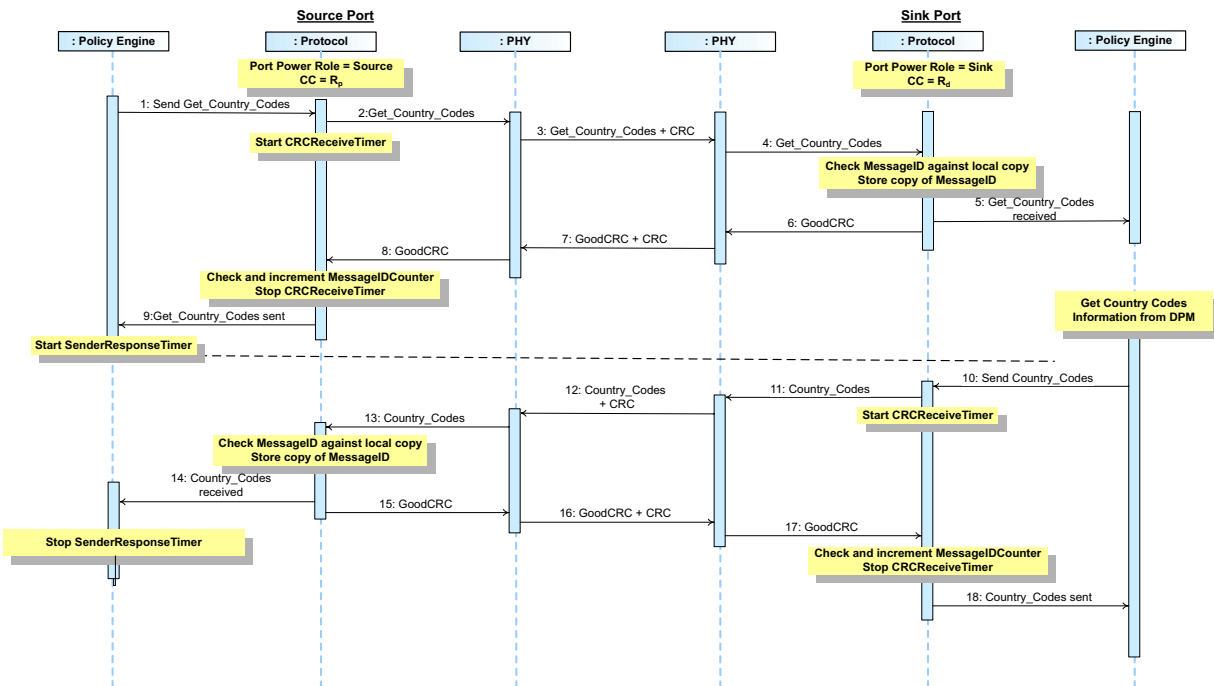 Source Port
Sink Port
: Policy Engine
: Protocol
: PHY
: PHY
: Protocol
: Policy Engine
Port Power Role = Source
CC = Rp
Port Power Role = Sink
CC = Rd
1: Send Get_Country_Codes
2:Get_Country_Codes
Start CRCReceiveTimer
3: Get_Country_Codes + CRC
4: Get_Country_Codes
Check MessageID against local copy
Store copy of MessageID
5: Get_Country_Codes
received
6: GoodCRC
7: GoodCRC + CRC
8: GoodCRC
Check and increment MessageIDCounter
Stop CRCReceiveTimer
9:Get_Country_Codes sent
Start SenderResponseTimer
Get Country Codes
Information from DPM
10: Send Country_Codes
11: Country_Codes
Start CRCReceiveTimer
12: Country_Codes
+ CRC
13: Country_Codes
Check MessageID against local copy
Store copy of MessageID
14: Country_Codes
received
15: GoodCRC
16: GoodCRC + CRC
17: GoodCRC
Stop SenderResponseTimer
Check and increment MessageIDCounter
Stop CRCReceiveTimer
18: Country_Codes sent